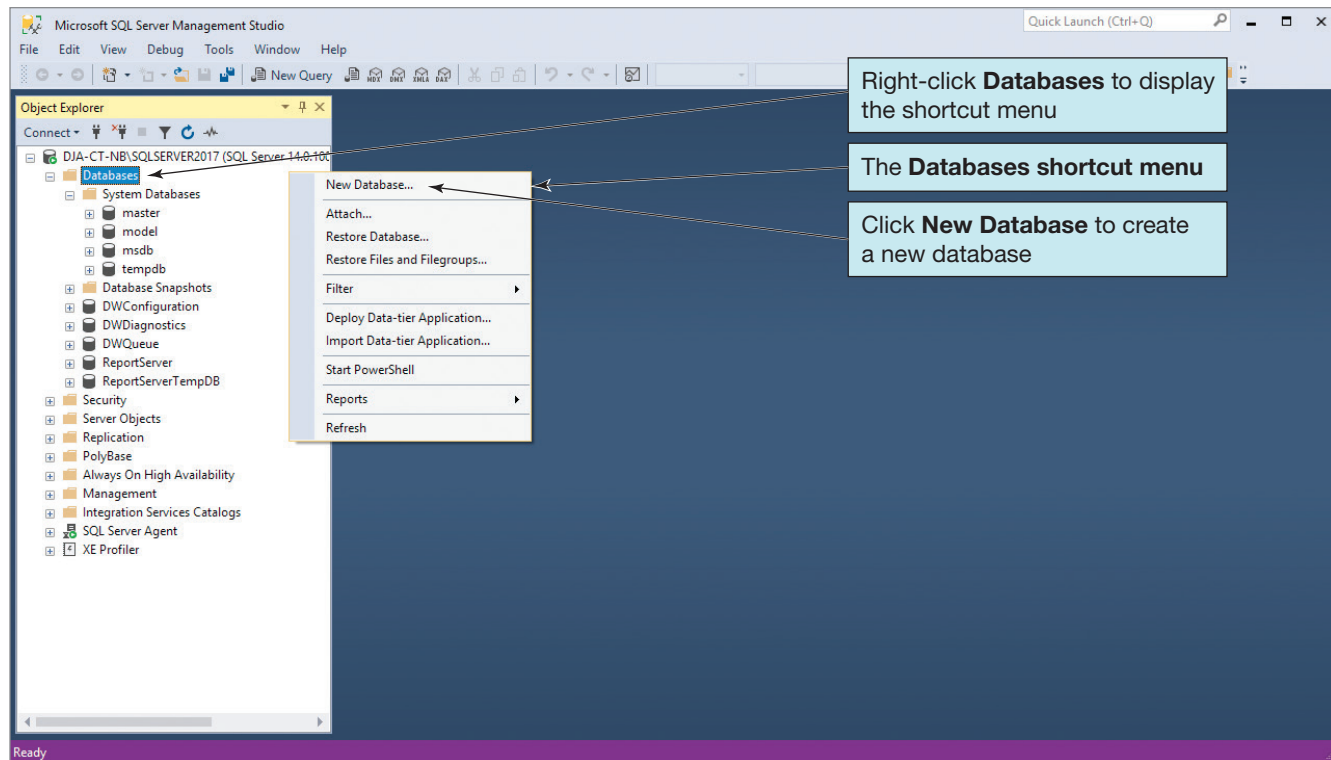 Microsoft SQL Server Management Studio
Quick Launch (Ctrl+Q)
File Edit View Debug Tools Window Help
New Query
MDX DMX XMLA DAX
Object Explorer
Connect
DJA-CT-NB\SQLSERVER2017 (SQL Server 14.0.100
Databases
System Databases
master
model
msdb
tempdb
Database Snapshots
DWConfiguration
DWDiagnostics
DWQueue
ReportServer
ReportServerTempDB
Security
Server Objects
Replication
PolyBase
Always On High Availability
Management
Integration Services Catalogs
SQL Server Agent
XE Profiler
New Database...
Attach...
Restore Database...
Restore Files and Filegroups...
Filter
Deploy Data-tier Application...
Import Data-tier Application...
Start PowerShell
Reports
Refresh
Right-click Databases to display
the shortcut menu
The Databases shortcut menu
Click New Database to create
a new database
Ready